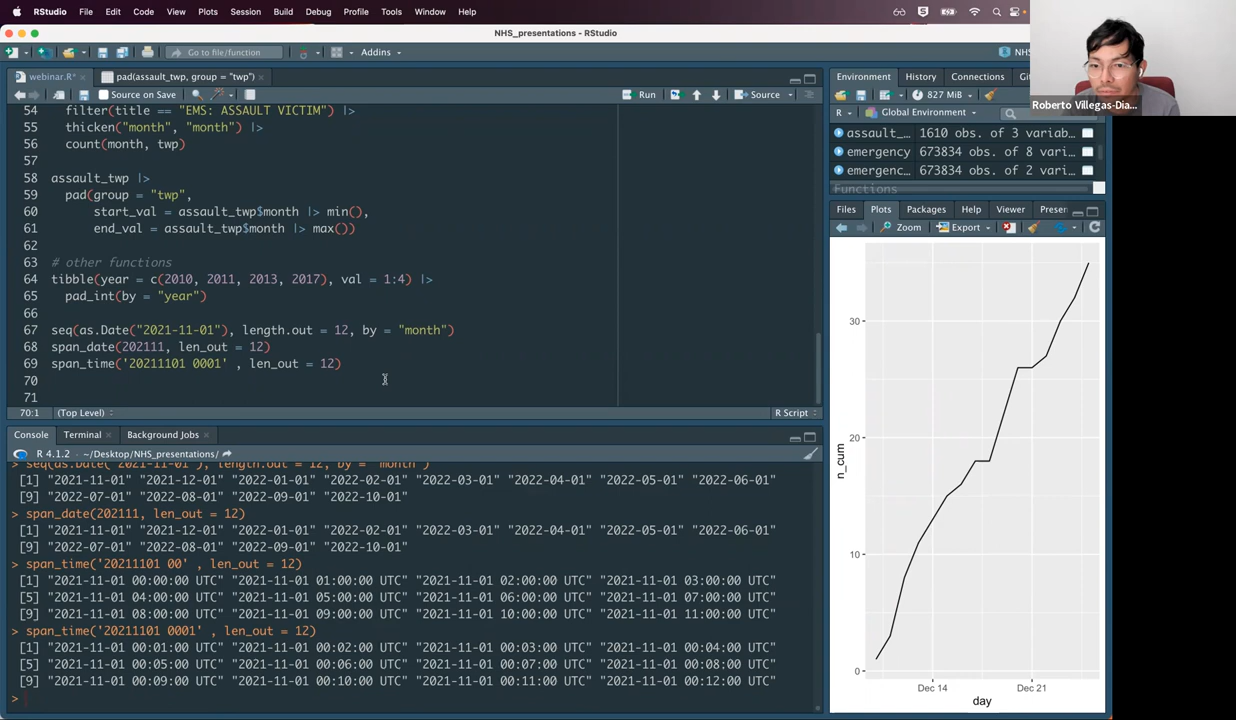 RStudio File Edit Code View Plots Session Build Debug Profile Tools Window Help
NHS_presentations - RStudio
Go to file/function Addins NHS
webinar.R* pad(assault_twp, group = "twp")
Source on Save Run Source
54 filter(title == "EMS: ASSAULT VICTIM") |>
55 thicken("month", "month") |>
56 count(month, twp)
57
58 assault_twp |>
59 pad(group = "twp",
60 start_val = assault_twp$month |> min(),
61 end_val = assault_twp$month |> max())
62
63 # other functions
64 tibble(year = c(2010, 2011, 2013, 2017), val = 1:4) |>
65 pad_int(by = "year")
66
67 seq(as.Date("2021-11-01"), length.out = 12, by = "month")
68 span_date(202111, len_out = 12)
69 span_time('20211101 0001' , len_out = 12)
70
71
70:1 (Top Level) R Script
Console Terminal Background Jobs
R 4.1.2 · ~/Desktop/NHS_presentations/
> seq(as.Date("2021-11-01"), length.out = 12, by = "month")
[1] "2021-11-01" "2021-12-01" "2022-01-01" "2022-02-01" "2022-03-01" "2022-04-01" "2022-05-01" "2022-06-01"
[9] "2022-07-01" "2022-08-01" "2022-09-01" "2022-10-01"
> span_date(202111, len_out = 12)
[1] "2021-11-01" "2021-12-01" "2022-01-01" "2022-02-01" "2022-03-01" "2022-04-01" "2022-05-01" "2022-06-01"
[9] "2022-07-01" "2022-08-01" "2022-09-01" "2022-10-01"
> span_time('20211101 00' , len_out = 12)
[1] "2021-11-01 00:00:00 UTC" "2021-11-01 01:00:00 UTC" "2021-11-01 02:00:00 UTC" "2021-11-01 03:00:00 UTC"
[5] "2021-11-01 04:00:00 UTC" "2021-11-01 05:00:00 UTC" "2021-11-01 06:00:00 UTC" "2021-11-01 07:00:00 UTC"
[9] "2021-11-01 08:00:00 UTC" "2021-11-01 09:00:00 UTC" "2021-11-01 10:00:00 UTC" "2021-11-01 11:00:00 UTC"
> span_time('20211101 0001' , len_out = 12)
[1] "2021-11-01 00:01:00 UTC" "2021-11-01 00:02:00 UTC" "2021-11-01 00:03:00 UTC" "2021-11-01 00:04:00 UTC"
[5] "2021-11-01 00:05:00 UTC" "2021-11-01 00:06:00 UTC" "2021-11-01 00:07:00 UTC" "2021-11-01 00:08:00 UTC"
[9] "2021-11-01 00:09:00 UTC" "2021-11-01 00:10:00 UTC" "2021-11-01 00:11:00 UTC" "2021-11-01 00:12:00 UTC"
>
Environment History Connections Git
827 MiB
R Global Environment
assault_... 1610 obs. of 3 variab...
emergency 673834 obs. of 8 vari...
emergenc... 673834 obs. of 2 vari...
Functions
Files Plots Packages Help Viewer Preser
Zoom Export
n_cum
30
20
10
0
Dec 14 Dec 21
day
Roberto Villegas-Dia...